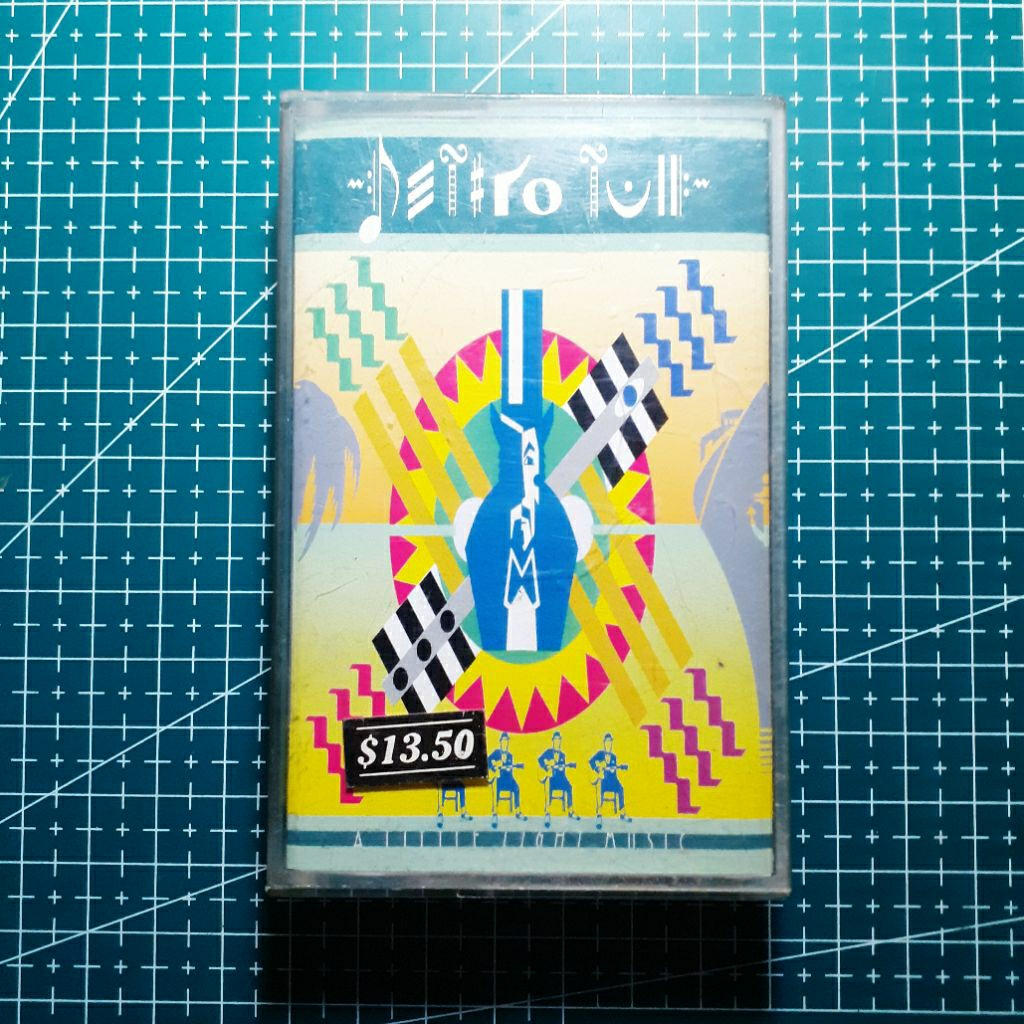 Jethro Tull
$13.50
A LITTLE LIGHT MUSIC